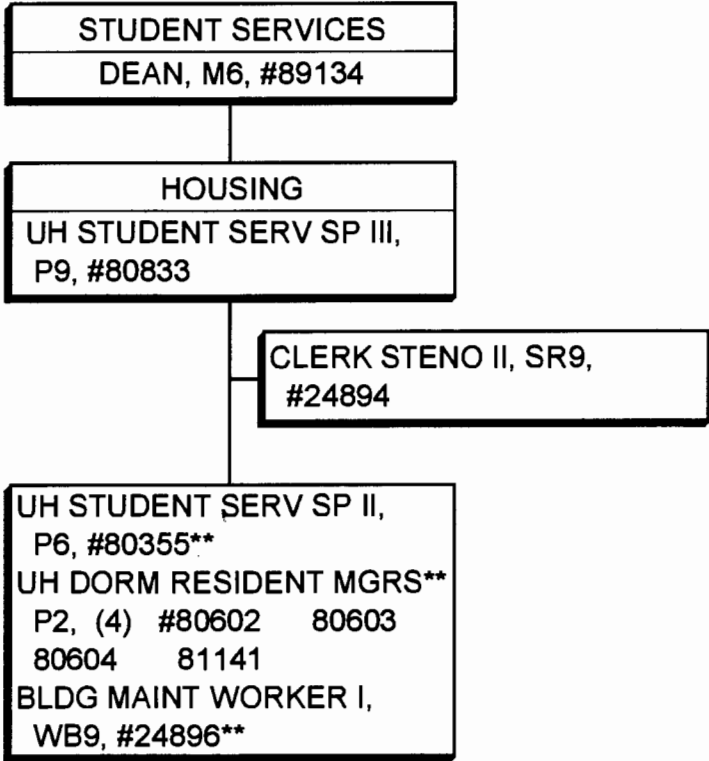 STUDENT SERVICES
DEAN, M6, #89134
HOUSING
UH STUDENT SERV SP III,
P9, #80833
CLERK STENO II, SR9,
#24894
UH STUDENT SERV SP II,
P6, #80355**
UH DORM RESIDENT MGRS**
P2, (4) #80602 80603
80604 81141
BLDG MAINT WORKER I,
WB9, #24896**